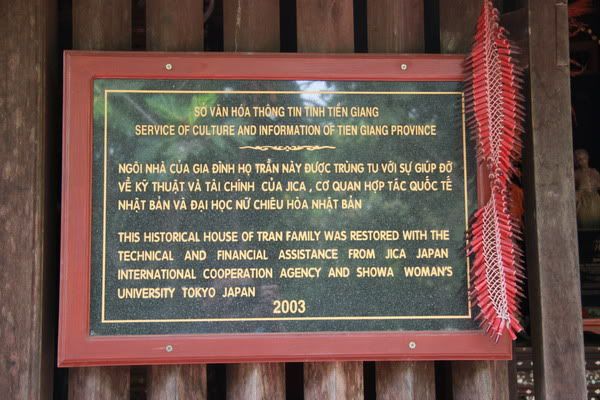 SỞ VĂN HÓA THÔNG TIN TỈNH TIỀN GIANG
SERVICE OF CULTURE AND INFORMATION OF TIEN GIANG PROVINCE
NGÔI NHÀ CỦA GIA ĐÌNH HỌ TRẦN NÀY ĐƯỢC TRÙNG TU VỚI SỰ GIÚP ĐỠ
VỀ KỸ THUẬT VÀ TÀI CHÍNH CỦA JICA , CƠ QUAN HỢP TÁC QUỐC TẾ
NHẬT BẢN VÀ ĐẠI HỌC NỮ CHIÊU HÒA NHẬT BẢN
THIS HISTORICAL HOUSE OF TRAN FAMILY WAS RESTORED WITH THE
TECHNICAL AND FINANCIAL ASSISTANCE FROM JICA JAPAN
INTERNATIONAL COOPERATION AGENCY AND SHOWA WOMAN'S
UNIVERSITY TOKYO JAPAN
2003